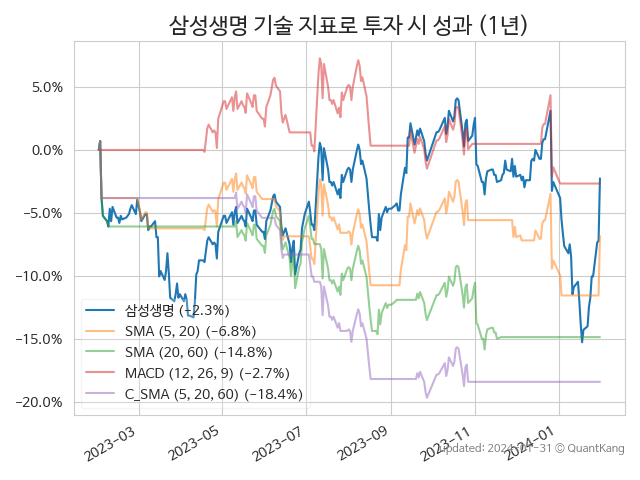 삼성생명 기술 지표로 투자 시 성과 (1년)
5.0%
0.0%
−5.0%
−10.0%
−15.0%
−20.0%
삼성생명 (−2.3%)
SMA (5, 20) (−6.8%)
SMA (20, 60) (−14.8%)
MACD (12, 26, 9) (−2.7%)
C_SMA (5, 20, 60) (−18.4%)
2023−03
2023−05
2023−07
2023−09
2023−11
2024−01
updated: 2024−01−31 © QuantKang